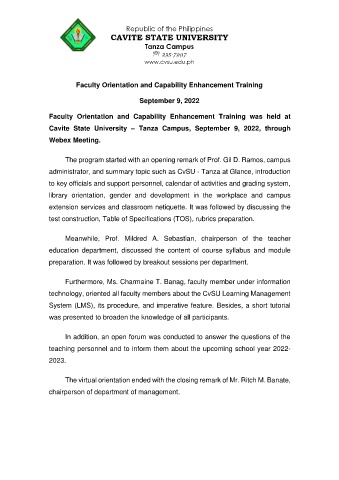 Republic of the Philippines
CAVITE STATE UNIVERSITY
Tanza Campus
www.cvsu.edu.ph
Faculty Orientation and Capability Enhancement Training
September 9, 2022
Faculty Orientation and Capability Enhancement Training was held at
Cavite State University – Tanza Campus, September 9, 2022, through
Webex Meeting.
The program started with an opening remark of Prof. Gil D. Ramos, campus
administrator, and summary topic such as CvSU - Tanza at Glance, introduction
to key officials and support personnel, calendar of activities and grading system,
library orientation, gender and development in the workplace and campus
extension services and classroom netiquette. It was followed by discussing the
test construction, Table of Specifications (TOS), rubrics preparation.
Meanwhile, Prof. Mildred A. Sebastian, chairperson of the teacher
education department, discussed the content of course syllabus and module
preparation. It was followed by breakout sessions per department.
Furthermore, Ms. Charmaine T. Banag, faculty member under information
technology, oriented all faculty members about the CvSU Learning Management
System (LMS), its procedure, and imperative feature. Besides, a short tutorial
was presented to broaden the knowledge of all participants.
In addition, an open forum was conducted to answer the questions of the
teaching personnel and to inform them about the upcoming school year 2022-
2023.
The virtual orientation ended with the closing remark of Mr. Ritch M. Banate,
chairperson of department of management.